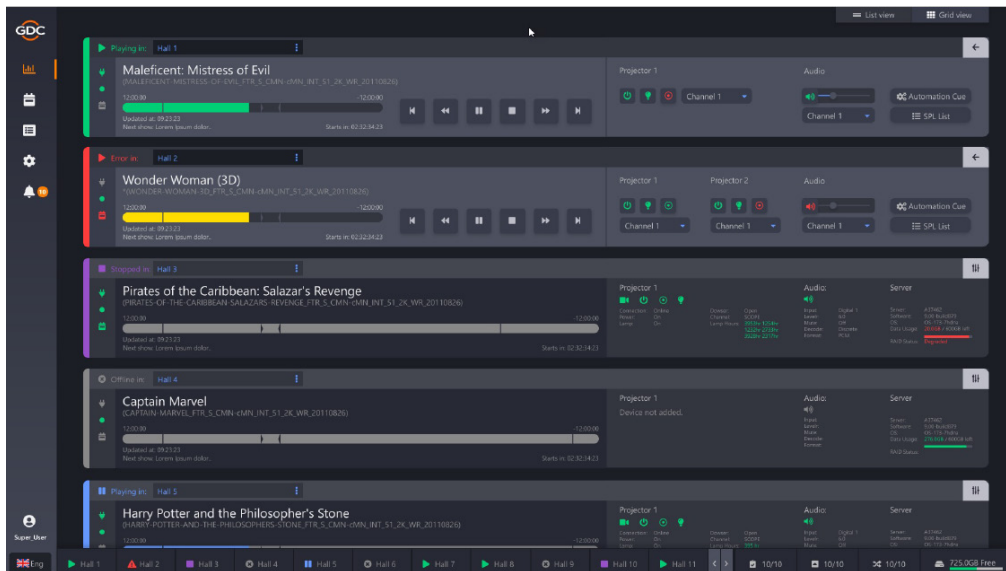 List view
Grid view
GDC
Playing in: Hall 1
Maleficent: Mistress of Evil
(MALEFICENT-MISTRESS-OF-EVIL_FTR_S_CMN-cMN_INT_51_2K_WR_20110826)
12:00:00
-12:00:00
Updated at: 09:23:23
Next show: Lorem Ipsum dolor.
Starts in: 02:32:34:23
Projector 1
Channel 1
Audio
Channel 1
Automation Cue
SPL List
Error in: Hall 2
Wonder Woman (3D)
12:00:00
-12:00:00
Updated at: 09:23:23
Next show: Lorem Ipsum dolor.
Starts in: 02:32:34:23
Projector 1
Channel 1
Projector 2
Channel 1
Audio
Channel 1
Automation Cue
SPL List
10
Stopped in: Hall 3
Pirates of the Caribbean: Salazar's Revenge
(PIRATES-OF-THE-CARIBBEAN-SALAZARS-REVENGE_FTR_S_CMN-cMN_INT_51_2K_WR_20110826)
12:00:00
-12:00:00
Updated at: 09:23:23
Next show: Lorem Ipsum dolor.
Starts in: 02:32:34:23
Projector 1
Connection Online
Power On
Lamp On
Audio:
Server
RAID Status Degraded
Offline in: Hall 4
Captain Marvel
(CAPTAIN-MARVEL_FTR_S_CMN-cMN_INT_51_2K_WR_20110826)
12:00:00
-12:00:00
Updated at: 09:23:23
Next show: Lorem Ipsum dolor.
Starts in: 02:32:34:23
Projector 1
Device not added.
Audio:
Server
RAID Status
Playing in: Hall 5
Harry Potter and the Philosopher's Stone
(HARRY-POTTER-AND-THE-PHILOSOPHERS-STONE_FTR_S_CMN-cMN_INT_51_2K_WR_20110826)
12:00:00
-12:00:00
Projector 1
Audio:
Server
Super_User
Eng
Hall 1
Hall 2
Hall 3
Hall 4
Hall 5
Hall 6
Hall 7
Hall 8
Hall 9
Hall 10
Hall 11
10/10
10/10
10/10
725.0GB Free